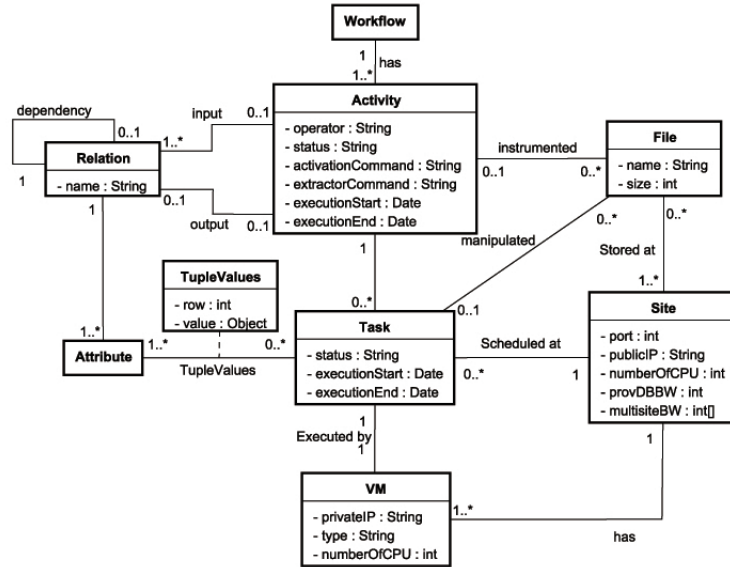 Workflow
1
has
1..*
dependency
0..1
input
0..1
Activity
- operator : String
- status : String
- activationCommand : String
- extractorCommand : String
- executionStart : Date
- executionEnd : Date
1..*
Relation
- name : String
1
0..1
output
0..1
1
instrumented
0..1
0..*
File
- name : String
- size : int
0..*
0..*
manipulated
Stored at
1
1..*
TupleValues
- row : int
- value : Object
0..*
0..1
Task
- status : String
- executionStart : Date
- executionEnd : Date
1..*
Attribute
1..*
0..*
TupleValues
Scheduled at
0..*
1
Site
- port : int
- publicIP : String
- numberOfCPU : int
- provDBBW : int
- multisiteBW : int[]
1
Executed by
1
1
VM
- privateIP : String
- type : String
- numberOfCPU : int
1..*
has